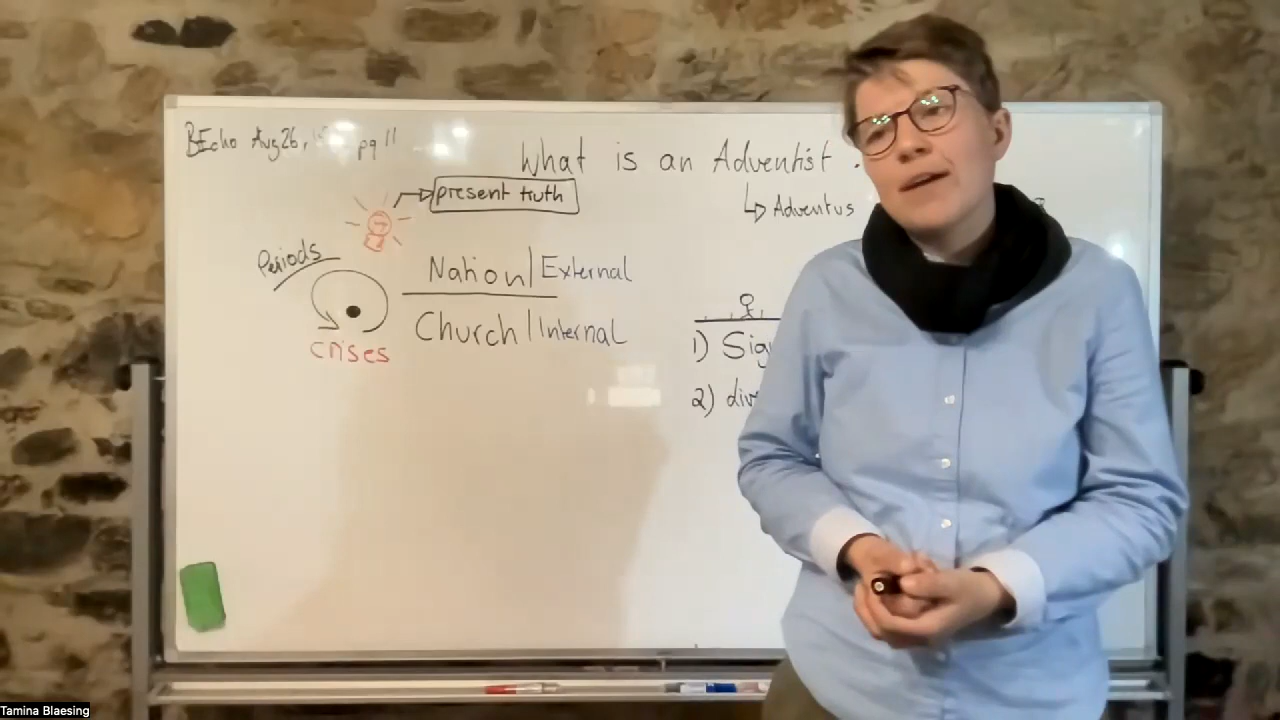 BEcho Aug 26, pg 11
What is an Adventist
present truth
Adventus
Periods
Nation/External
Church/Internal
crises
1) Sig
2) div
Tamina Blaesing